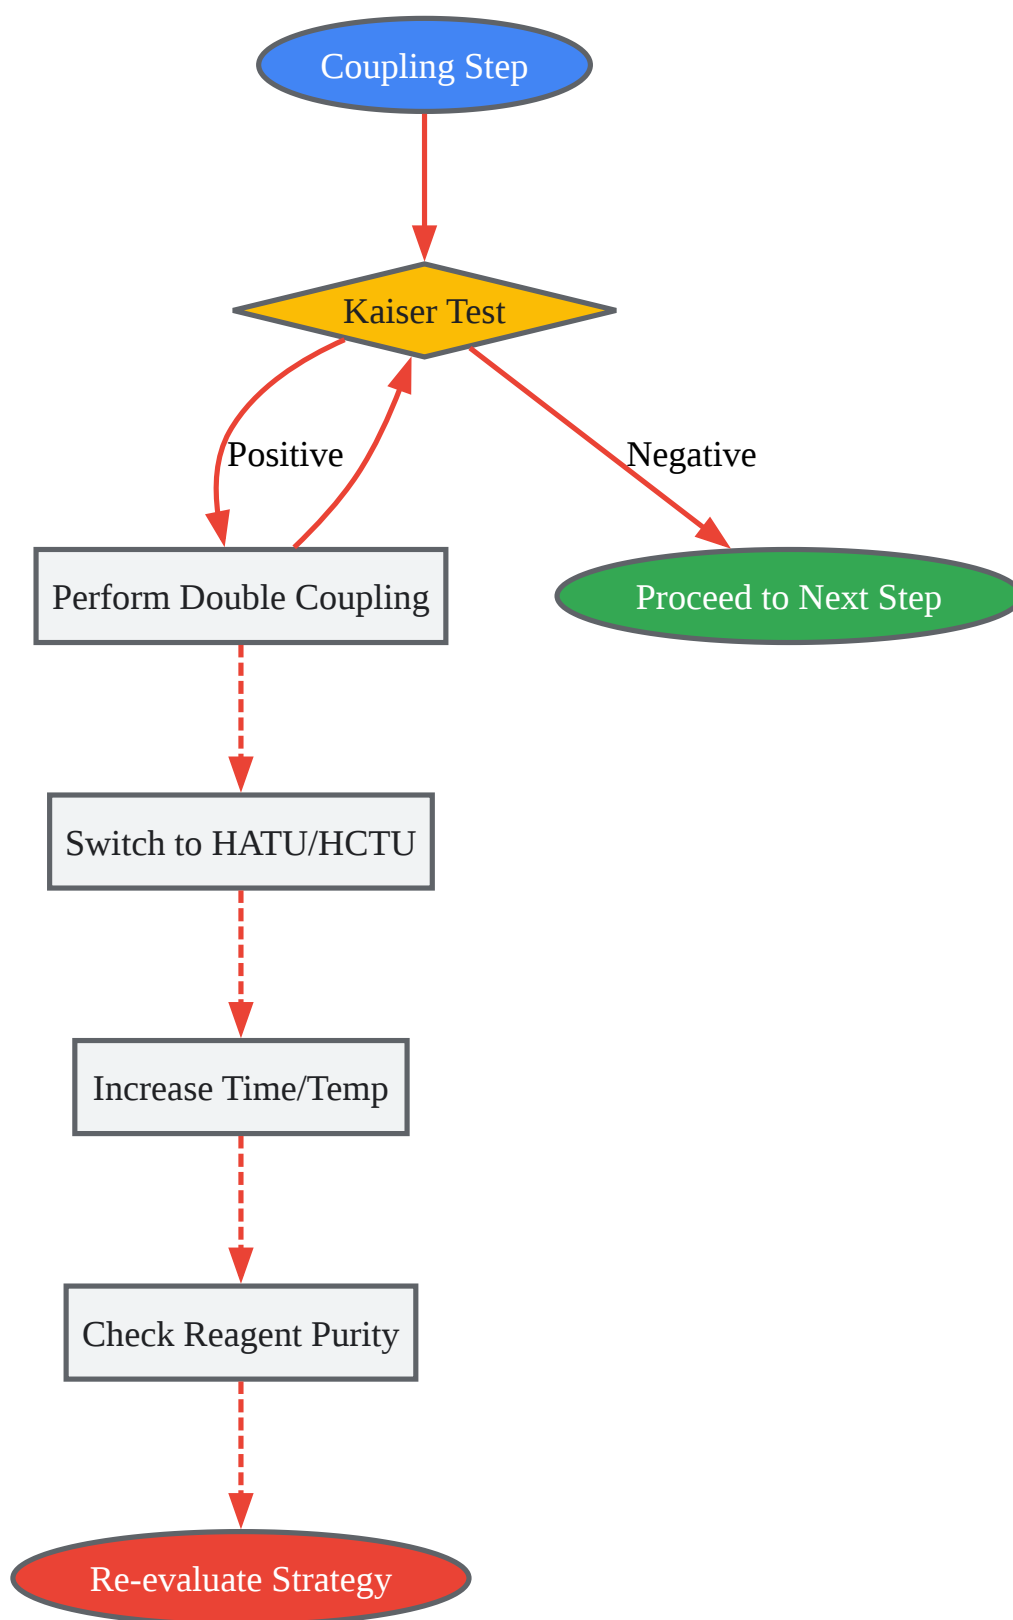 Coupling Step
Kaiser Test
Positive
Negative
Perform Double Coupling
Proceed to Next Step
Switch to HATU/HCTU
Increase Time/Temp
Check Reagent Purity
Re-evaluate Strategy